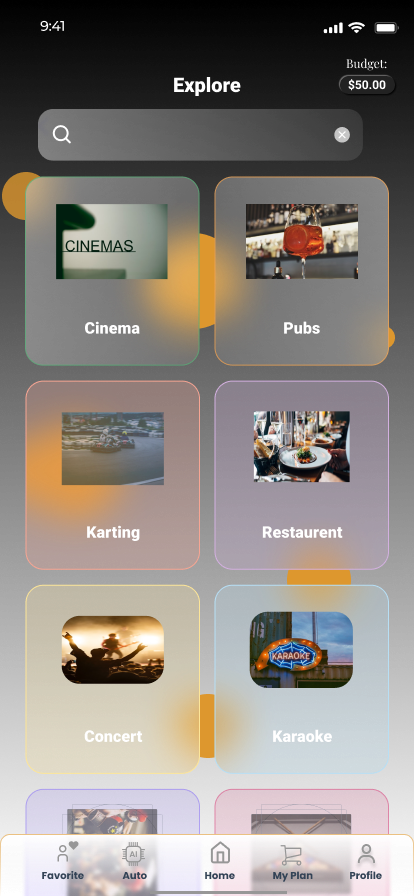 9:41
Budget:
Explore
$50.00
CINEMAS
Cinema
Pubs
Karting
Restaurent
KARAOKE
Concert
Karaoke
AI
Favorite
Auto
Home
My Plan
Profile